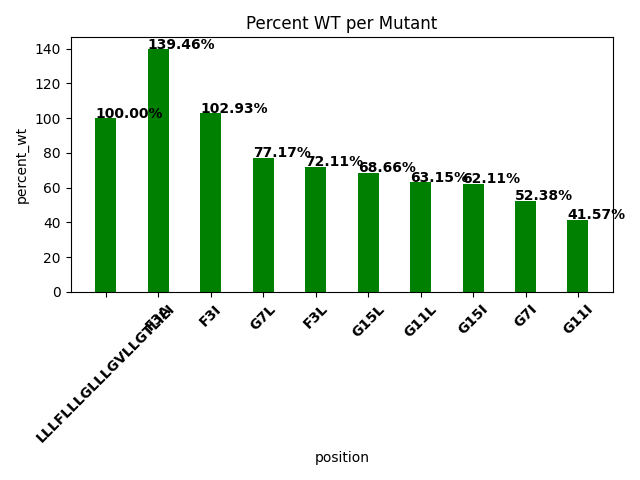 Percent WT per Mutant
percent_wt
140
120
100
80
60
40
20
0
100.00%
139.46%
102.93%
77.17%
72.11%
68.66%
63.15%
62.11%
52.38%
41.57%
F3A
F3I
G7L
F3L
G15L
G11L
G15I
G7I
G11I
position